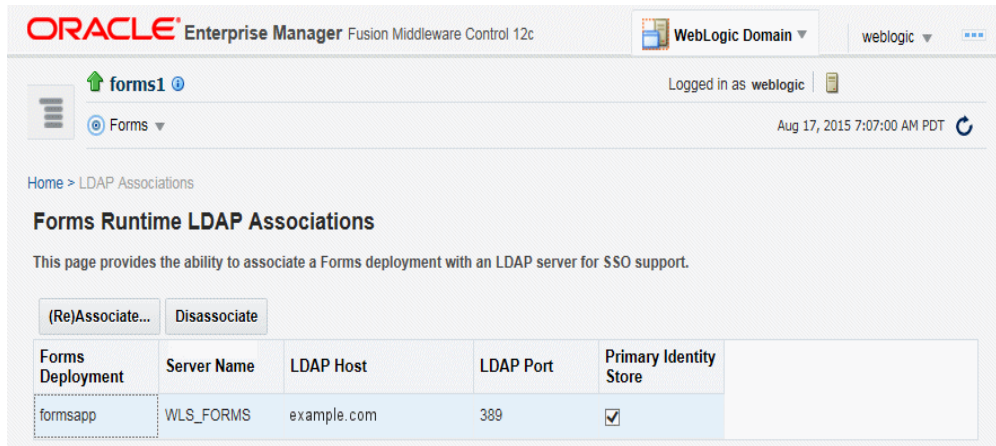 ORACLE Enterprise Manager Fusion Middleware Control 12c
WebLogic Domain
weblogic
forms1
Logged in as weblogic
Forms
Aug 17, 2015 7:07:00 AM PDT
Home > LDAP Associations
Forms Runtime LDAP Associations
This page provides the ability to associate a Forms deployment with an LDAP server for SSO support.
(Re)Associate... Disassociate
Forms Deployment Server Name LDAP Host LDAP Port Primary Identity Store
formsapp WLS_FORMS example.com 389